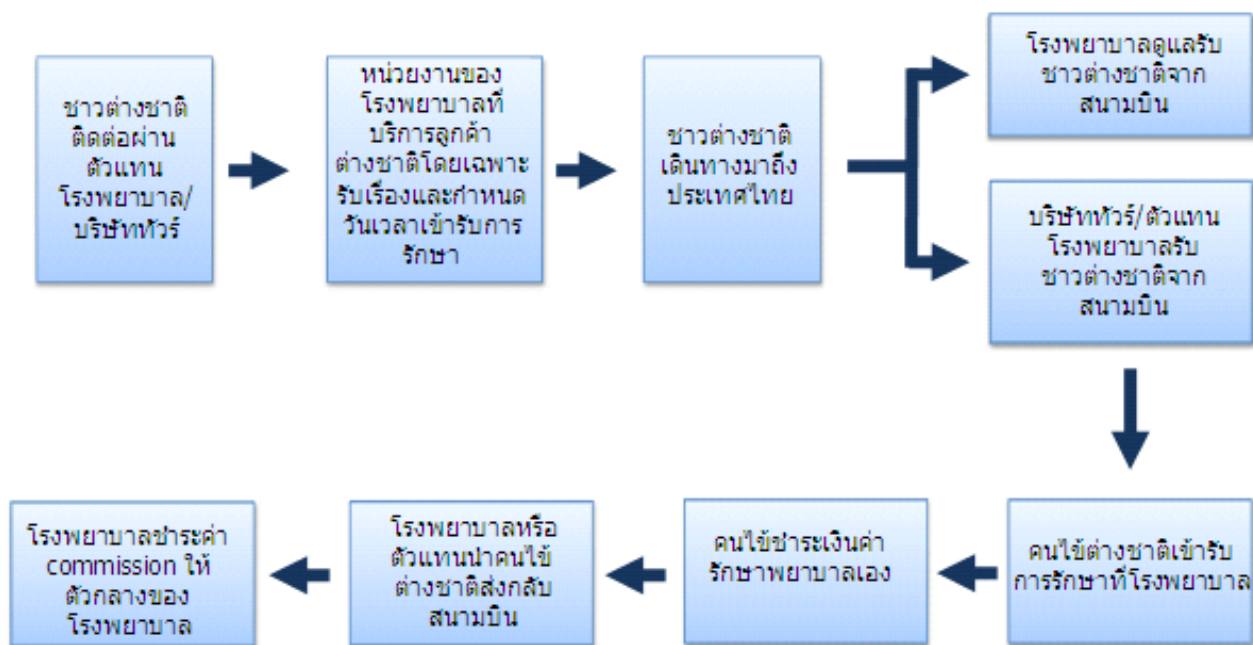 ชาวต่างชาติ
ติดต่อผ่าน
ตัวแทน
โรงพยาบาล/
บริษัททัวร์
หน่วยงานของ
โรงพยาบาลที่
บริการลูกค้า
ต่างชาติโดยเฉพาะ
รับเรื่องและกำหนด
วันเวลาเข้ารับการ
รักษา
ชาวต่างชาติ
เดินทางมาถึง
ประเทศไทย
โรงพยาบาลดูแลรับ
ชาวต่างชาติจาก
สนามบิน
บริษัททัวร์/ตัวแทน
โรงพยาบาลรับ
ชาวต่างชาติจาก
สนามบิน
คนไข้ต่างชาติเข้ารับ
การรักษาที่โรงพยาบาล
คนไข้ชำระเงินค่า
รักษาพยาบาลเอง
โรงพยาบาลหรือ
ตัวแทนนำคนไข้
ต่างชาติส่งกลับ
สนามบิน
โรงพยาบาลชำระค่า
commission ให้
ตัวกลางของ
โรงพยาบาล